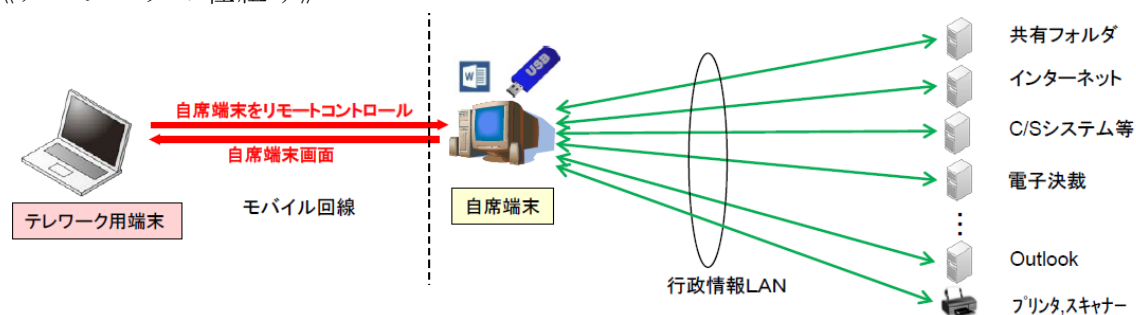 自席端末をリモートコントロール
自席端末画面
テレワーク用端末
モバイル回線
W
USB
自席端末
行政情報LAN
共有フォルダ
インターネット
C/Sシステム等
電子決裁
⋮
Outlook
プリンタ,スキャナー